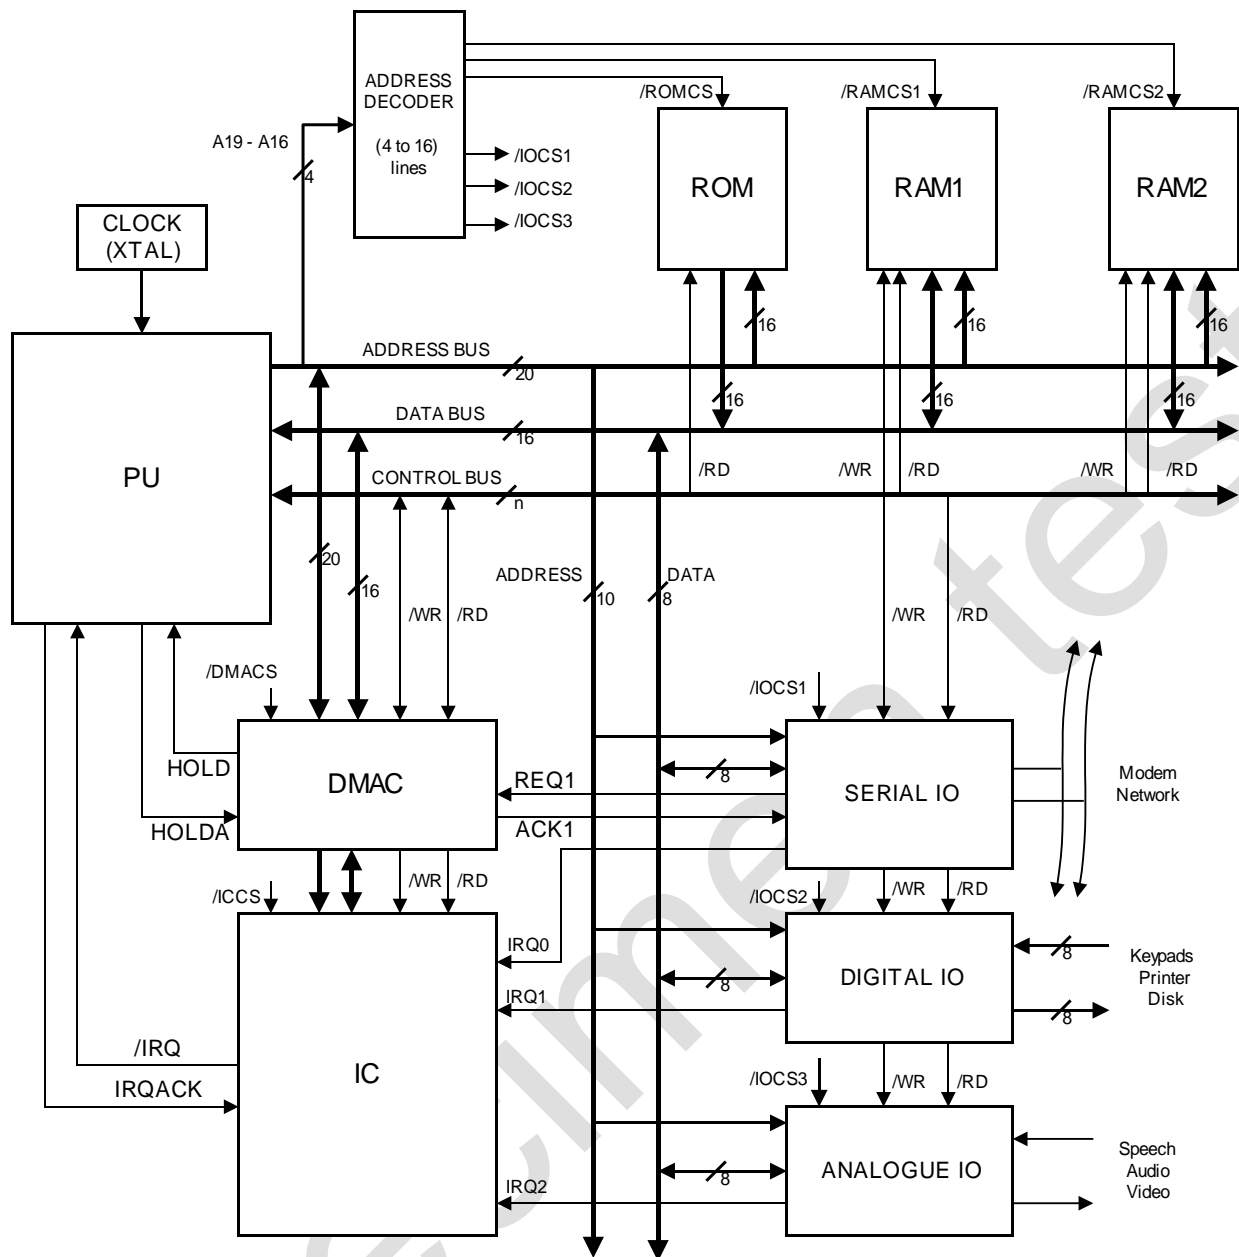 ADDRESS
DECODER
(4 to 16)
lines
/ROMCS
/RAMCS1
/RAMCS2
A19 - A16
4
/IOCS1
/IOCS2
/IOCS3
ROM
RAM1
RAM2
CLOCK
(XTAL)
16
16
16
ADDRESS BUS
20
16
16
16
DATA BUS
16
PU
/RD
/WR
/RD
/WR
/RD
CONTROL BUS
n
20
16
ADDRESS
10
DATA
8
/WR
/RD
/WR
/RD
/DMACS
/IOCS1
HOLD
DMAC
REQ1
8
SERIAL IO
Modem
Network
HOLDA
ACK1
/ICCS
/WR
/RD
/IOCS2
/WR
/RD
IRQ0
8
Keypads
Printer
Disk
IRQ1
8
DIGITAL IO
8
/IRQ
IC
/IOCS3
/WR
/RD
IRQACK
8
ANALOGUE IO
Speech
Audio
Video
IRQ2
specimen test